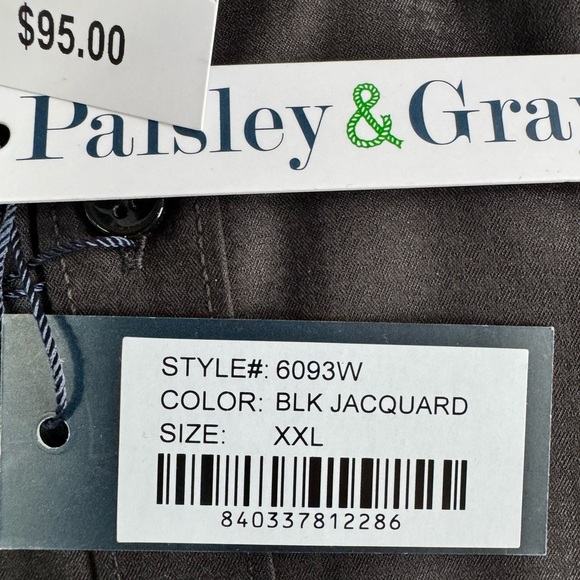 $95.00
Paisley & Gray
STYLE#: 6093W
COLOR: BLK JACQUARD
SIZE: XXL
840337812286